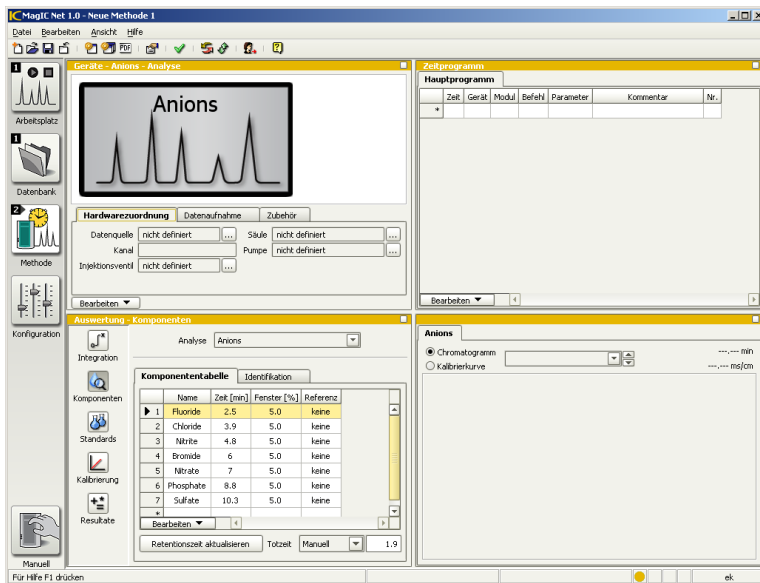 MagIC Net 1.0 - Neue Methode 1
Datei Bearbeiten Ansicht Hilfe
PDF
1
Arbeitsplatz
1
Datenbank
2
Methode
Konfiguration
Manuell
Geräte - Anions - Analyse
Anions
Hardwarezuordnung Datenaufnahme Zubehör
Datenquelle nicht definiert ... Säule nicht definiert ...
Kanal Pumpe nicht definiert ...
Injektionsventil nicht definiert ...
Bearbeiten
Zeitprogramm
Hauptprogramm
Zeit Gerät Modul Befehl Parameter Kommentar Nr.
*
Bearbeiten
Auswertung - Komponenten
Integration
Komponenten
Standards
Kalibrierung
Resultate
Analyse Anions
Komponententabelle Identifikation
Name Zeit [min] Fenster [%] Referenz
1 Fluoride 2.5 5.0 keine
2 Chloride 3.9 5.0 keine
3 Nitrite 4.8 5.0 keine
4 Bromide 6 5.0 keine
5 Nitrate 7 5.0 keine
6 Phosphate 8.8 5.0 keine
7 Sulfate 10.3 5.0 keine
*
Bearbeiten
Retentionszeit aktualisieren Totzeit Manuell 1.9
Anions
Chromatogramm ---.--- min
Kalibrierkurve ---.--- ms/cm
Für Hilfe F1 drücken
ek